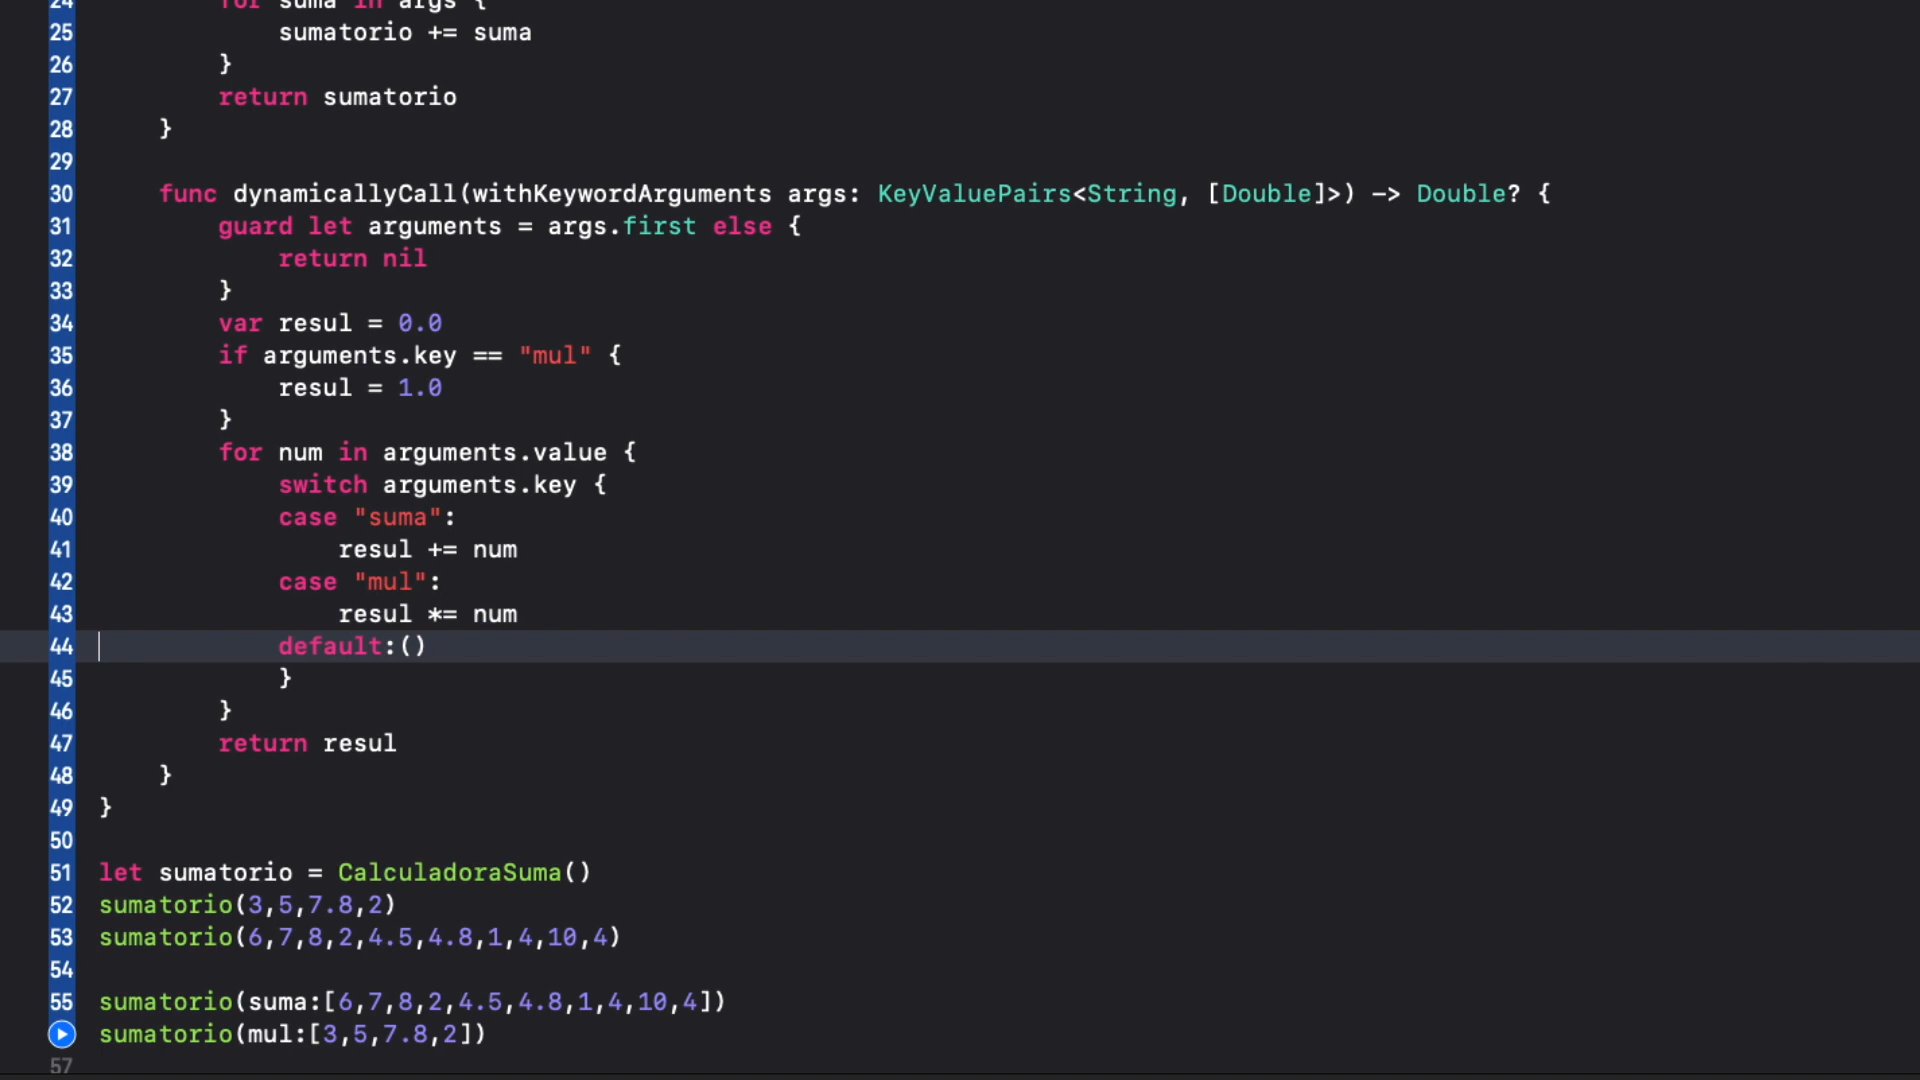 24 for suma in args {
25 sumatorio += suma
26 }
27 return sumatorio
28 }
29
30 func dynamicallyCall(withKeywordArguments args: KeyValuePairs<String, [Double]>) -> Double? {
31 guard let arguments = args.first else {
32 return nil
33 }
34 var resul = 0.0
35 if arguments.key == "mul" {
36 resul = 1.0
37 }
38 for num in arguments.value {
39 switch arguments.key {
40 case "suma":
41 resul += num
42 case "mul":
43 resul *= num
44 default:()
45 }
46 }
47 return resul
48 }
49 }
50
51 let sumatorio = CalculadoraSuma()
52 sumatorio(3,5,7.8,2)
53 sumatorio(6,7,8,2,4.5,4.8,1,4,10,4)
54
55 sumatorio(suma:[6,7,8,2,4.5,4.8,1,4,10,4])
sumatorio(mul:[3,5,7.8,2])
57